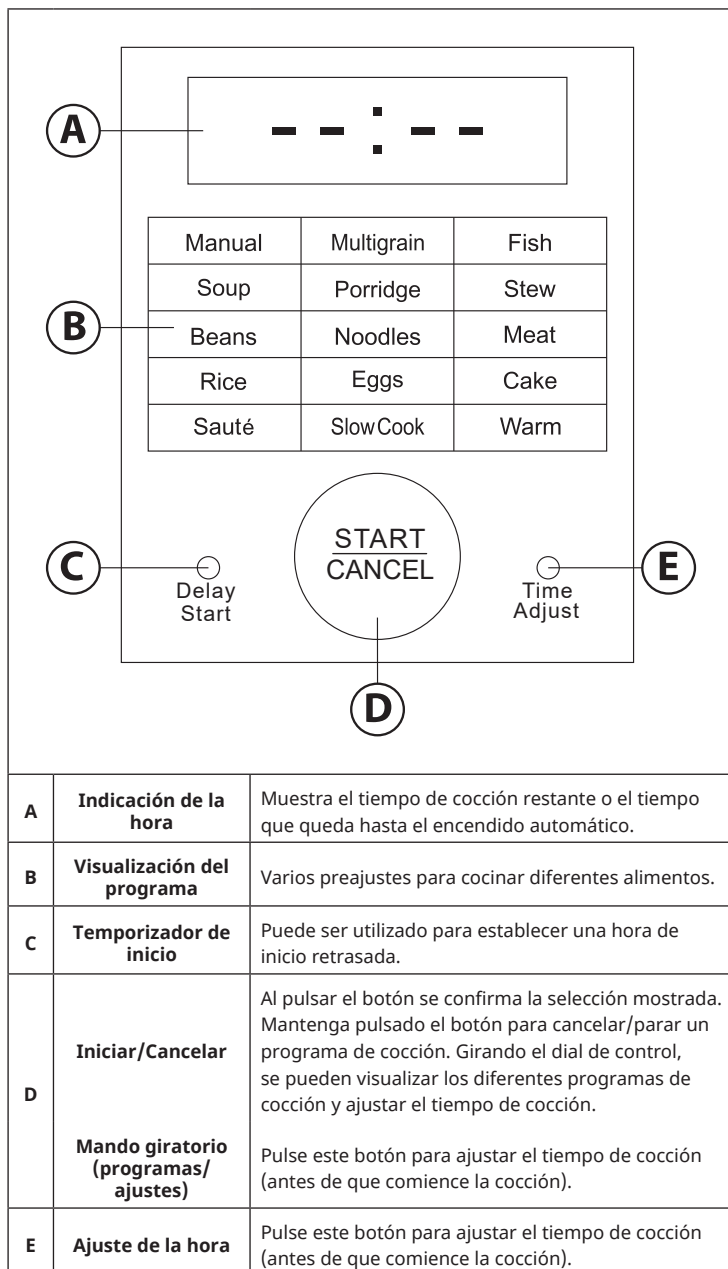 A
- - : - -
Manual Multigrain Fish
Soup Porridge Stew
B
Beans Noodles Meat
Rice Eggs Cake
Sauté Slow Cook Warm
C
Delay
Start
START
CANCEL
Time
Adjust
E
D
A
Indicación de la
hora
Muestra el tiempo de cocción restante o el tiempo
que queda hasta el encendido automático.
B
Visualización del
programa
Varios preajustes para cocinar diferentes alimentos.
C
Temporizador de
inicio
Puede ser utilizado para establecer una hora de
inicio retrasada.
D
Iniciar/Cancelar
Al pulsar el botón se confirma la selección mostrada.
Mantenga pulsado el botón para cancelar/parar un
programa de cocción. Girando el dial de control,
se pueden visualizar los diferentes programas de
cocción y ajustar el tiempo de cocción.
Mando giratorio
(programas/
ajustes)
Pulse este botón para ajustar el tiempo de cocción
(antes de que comience la cocción).
E
Ajuste de la hora
Pulse este botón para ajustar el tiempo de cocción
(antes de que comience la cocción).